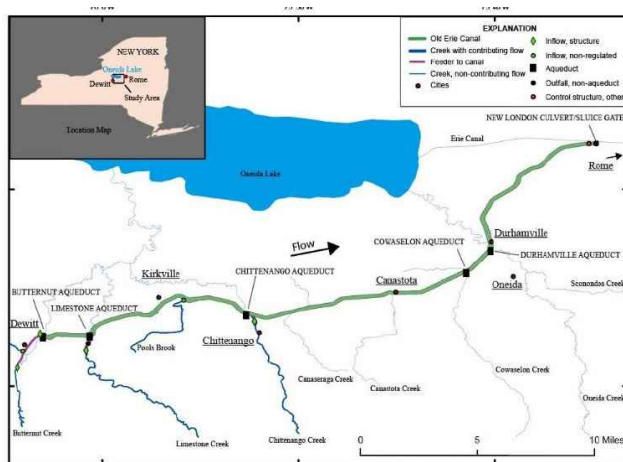 NEW YORK
Oneida Lake
Rome
Dewitt
Study Area
Location Map
EXPLANATION
Old Erie Canal
Creek with contributing flow
Feeder to canal
Creek, non-contributing flow
Cities
Inflow, structure
Inflow, non-regulated
Aqueduct
Outfall, non-aqueduct
Control structure, other
NEW LONDON CULVERT/SLUICE GATE
Erie Canal
Rome
Oneida Lake
Durhamville
Flow
COWASELON AQUEDUCT
DURHAMVILLE AQUEDUCT
Kirkville
CHITTENANGO AQUEDUCT
Canastota
Oneida
BUTTERNUT AQUEDUCT
LIMESTONE AQUEDUCT
Dewitt
Chittenango
Pools Brook
Canaseraga Creek
Canastota Creek
Cowaselon Creek
Oneida Creek
Butternut Creek
Limestone Creek
Chittenango Creek
0 5 10 Miles